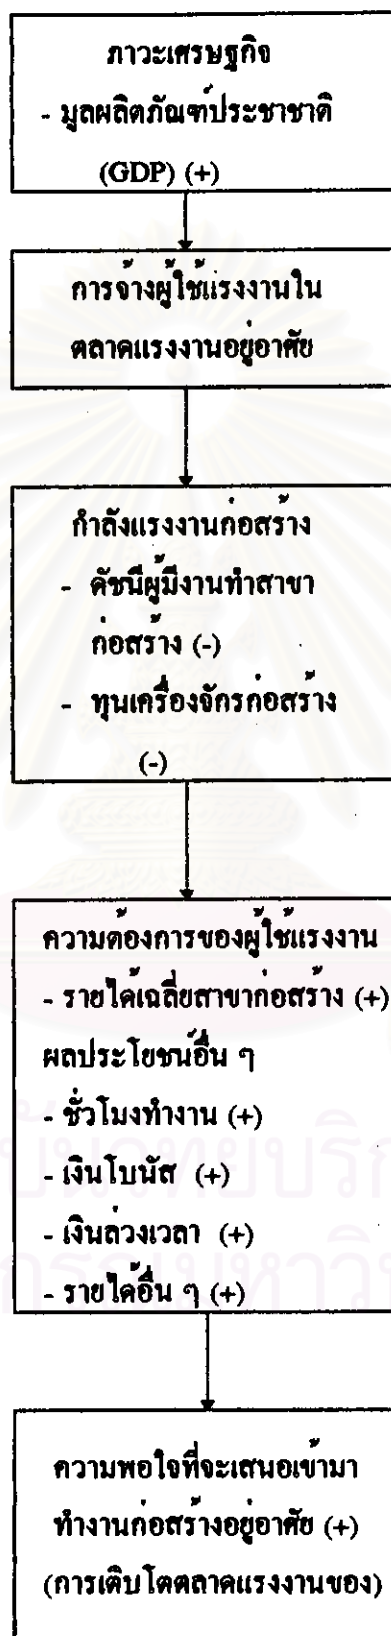 ภาวะเศรษฐกิจ
- มูลผลิตภัณฑ์ประชาชาติ
(GDP) (+)
การจ้างผู้ใช้แรงงานใน
ตลาดแรงงานอยู่อาศัย
กำลังแรงงานก่อสร้าง
- ดัชนีผู้มีงานทำสาขา
ก่อสร้าง (-)
- ทุนเครื่องจักรก่อสร้าง
(-)
ความต้องการของผู้ใช้แรงงาน
- รายได้เฉลี่ยสาขาก่อสร้าง (+)
ผลประโยชน์อื่น ๆ
- ชั่วโมงทำงาน (+)
- เงินโบนัส (+)
- เงินล่วงเวลา (+)
- รายได้อื่น ๆ (+)
ความพอใจที่จะเสนอเข้ามา
ทำงานก่อสร้างอยู่อาศัย (+)
(การเติบโตตลาดแรงงานของ)